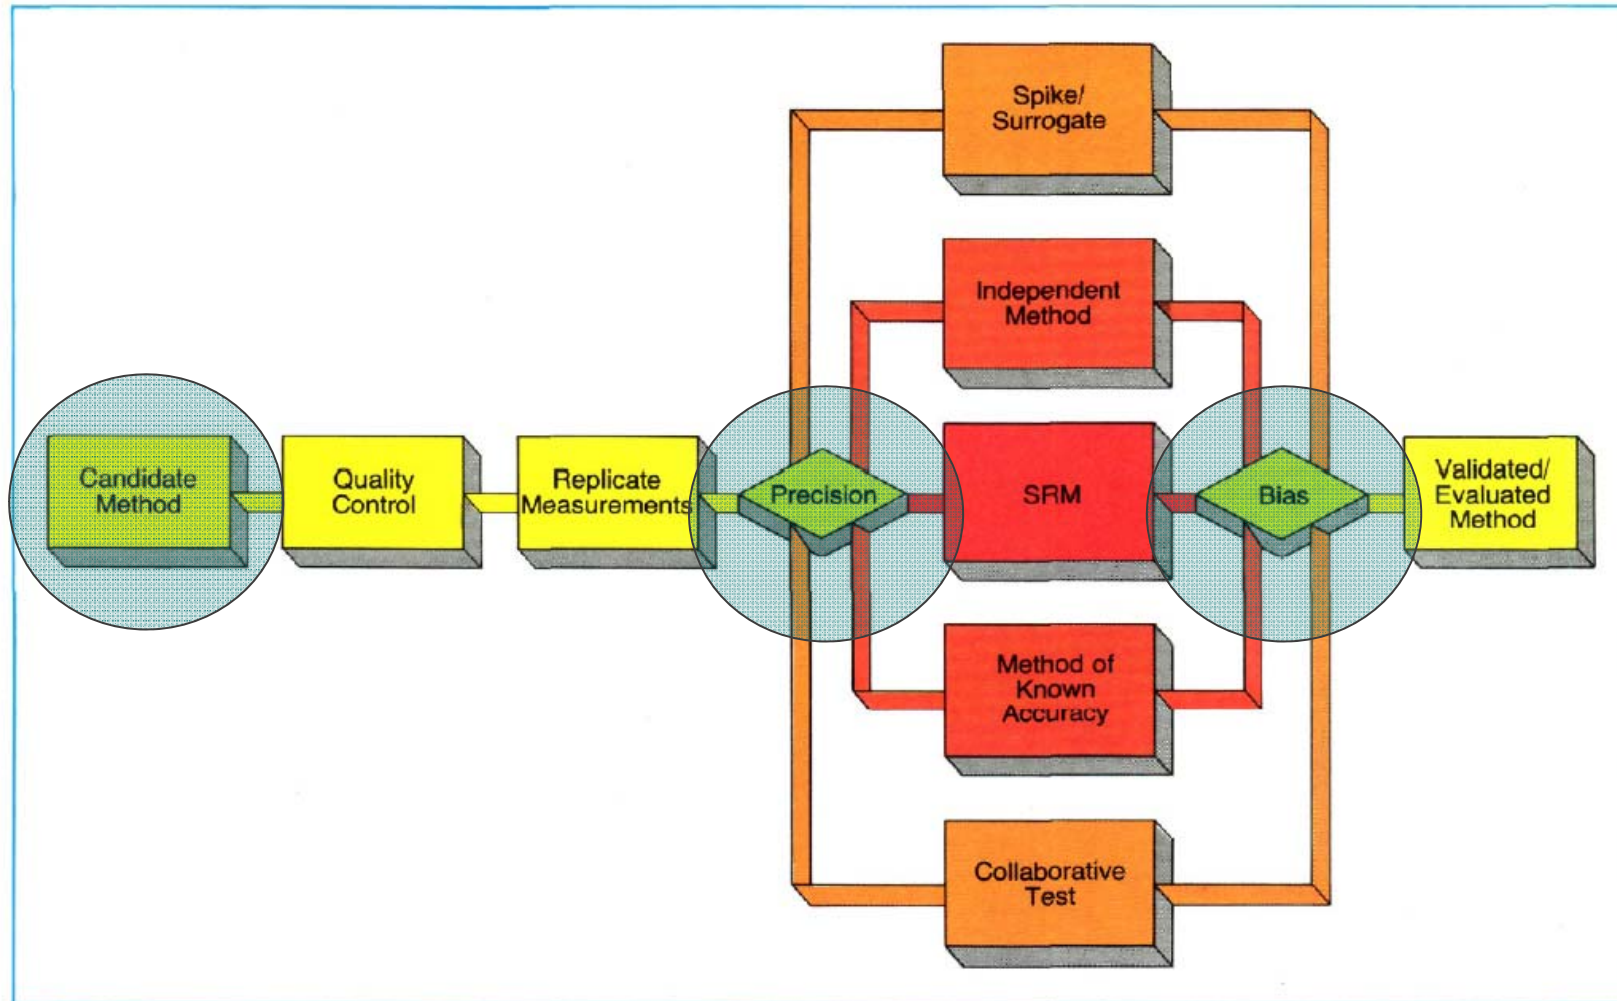 Candidate
Method
Quality
Control
Replicate
Measurements
Precision
Spike/
Surrogate
Independent
Method
SRM
Method of
Known
Accuracy
Collaborative
Test
Bias
Validated/
Evaluated
Method